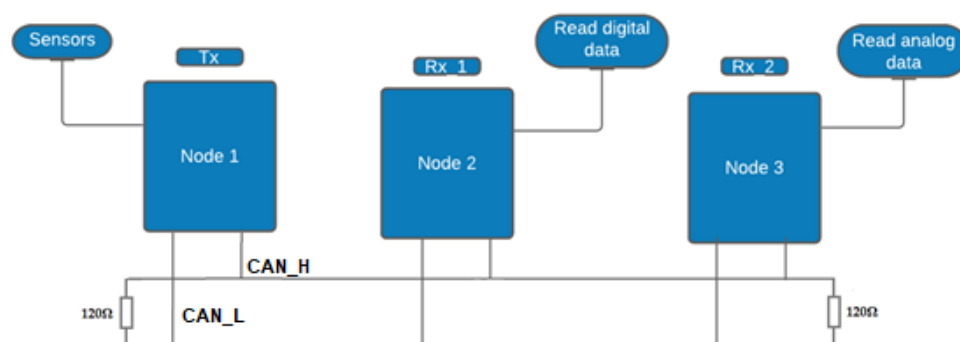 Sensors
Tx
Rx_1
Read digital
data
Rx_2
Read analog
data
Node 1
Node 2
Node 3
CAN_H
120Ω
CAN_L
120Ω